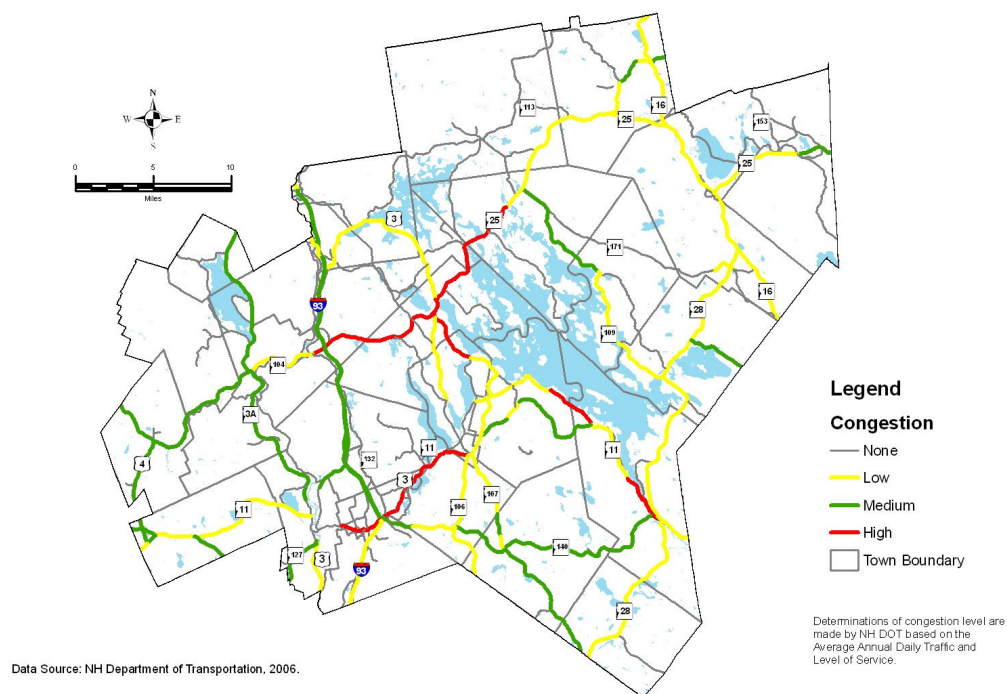 N
W E
S
0 5 10
Miles
113
16
25
153
25
3
25
171
93
16
28
109
104
3A
4
11
132
3
11
11
107
106
127
3
93
140
28
Legend
Congestion
None
Low
Medium
High
Town Boundary
Determinations of congestion level are
made by NH DOT based on the
Average Annual Daily Traffic and
Level of Service.
Data Source: NH Department of Transportation, 2006.